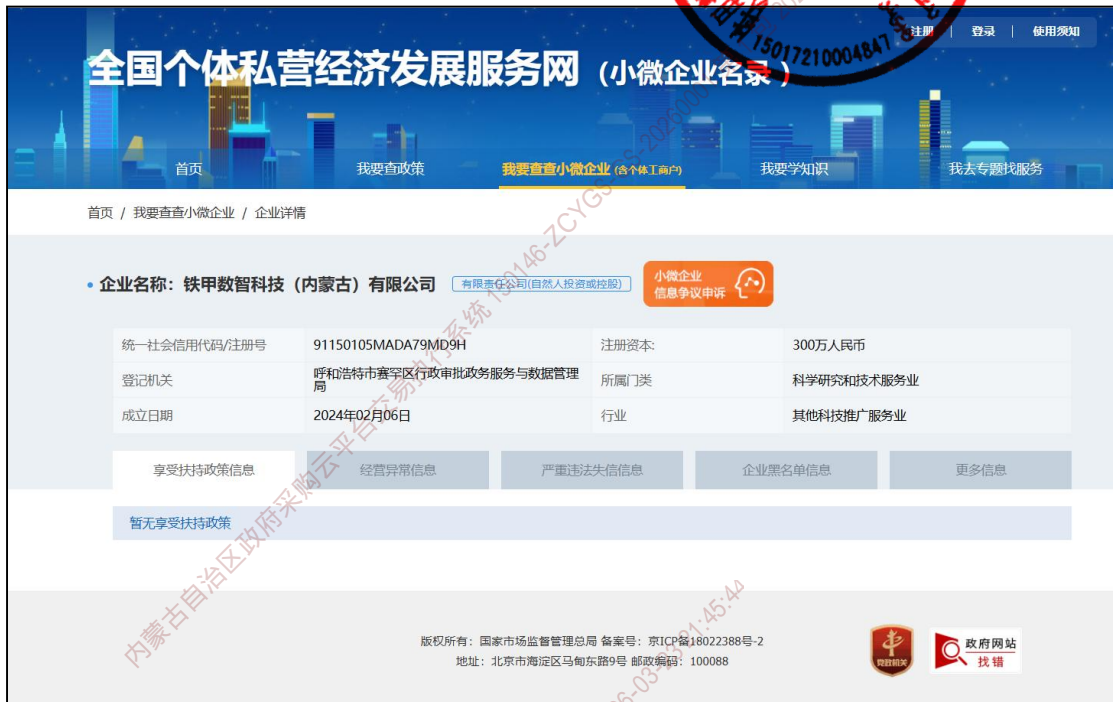 注册 | 登录 | 使用须知
15017210004847
全国个体私营经济发展服务网（小微企业名录）
首页 我要查政策 我要查查小微企业 (含个体工商户) 我要学知识 我去专题找服务
首页 / 我要查查小微企业 / 企业详情
企业名称：铁甲数智科技（内蒙古）有限公司 有限责任公司(自然人投资或控股) 小微企业
信息争议申诉
统一社会信用代码/注册号 91150105MADA79MD9H 注册资本: 300万人民币
登记机关 呼和浩特市赛罕区行政审批政务服务与数据管理局 所属门类 科学研究和技术服务业
成立日期 2024年02月06日 行业 其他科技推广服务业
享受扶持政策信息 经营异常信息 严重违法失信信息 企业黑名单信息 更多信息
暂无享受扶持政策
版权所有：国家市场监督管理总局 备案号：京ICP备18022388号-2
地址：北京市海淀区马甸东路9号 邮政编码：100088
党政机关
政府网站
找错
内蒙古自治区政府采购云平台交易执行系统